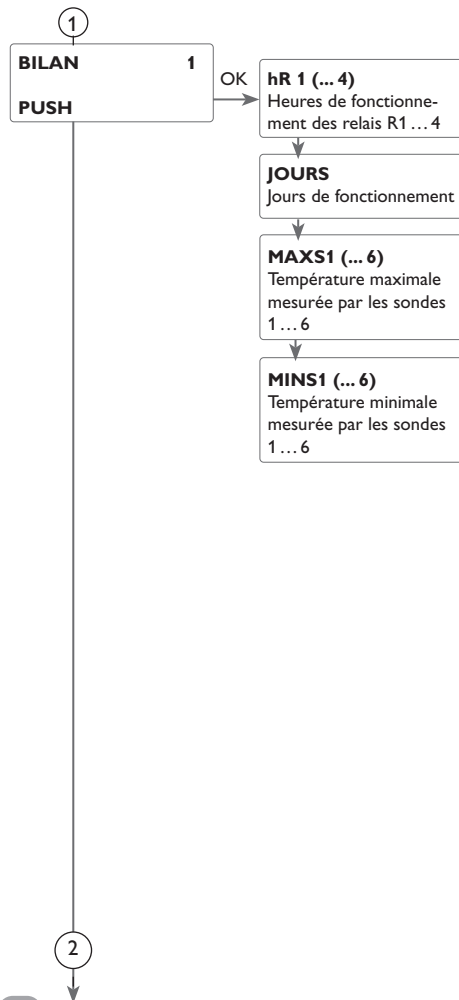 1
BILAN 1
PUSH
OK
hR 1 (... 4)
Heures de fonctionne-
ment des relais R1 ... 4
JOURS
Jours de fonctionnement
MAXS1 (... 6)
Température maximale
mesurée par les sondes
1 ... 6
MINS1 (... 6)
Température minimale
mesurée par les sondes
1 ... 6
2